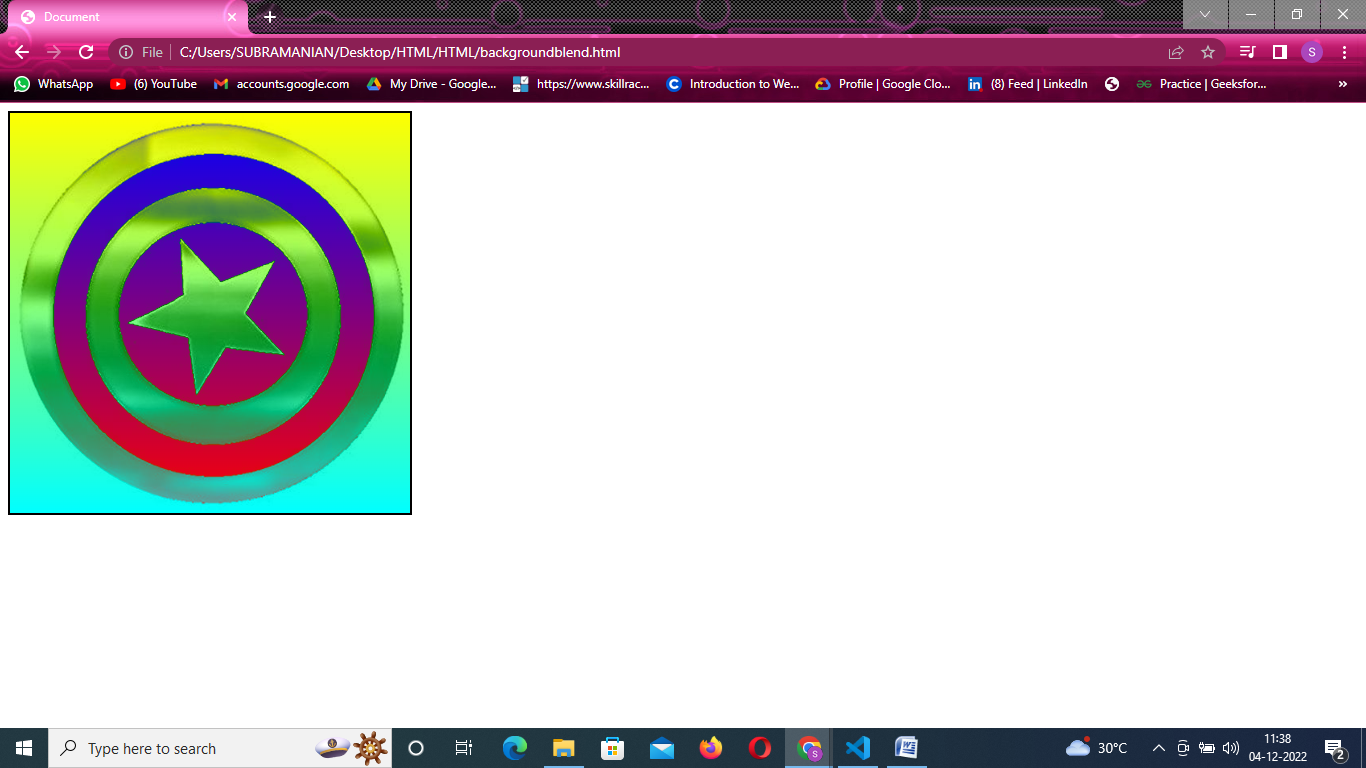 Document
File C:/Users/SUBRAMANIAN/Desktop/HTML/HTML/backgroundblend.html S
WhatsApp (6) YouTube accounts.google.com My Drive - Google... https://www.skillrac... Introduction to We... Profile | Google Clo... (8) Feed | LinkedIn Practice | Geeksfor... »
Type here to search 30°C 11:38
04-12-2022 2